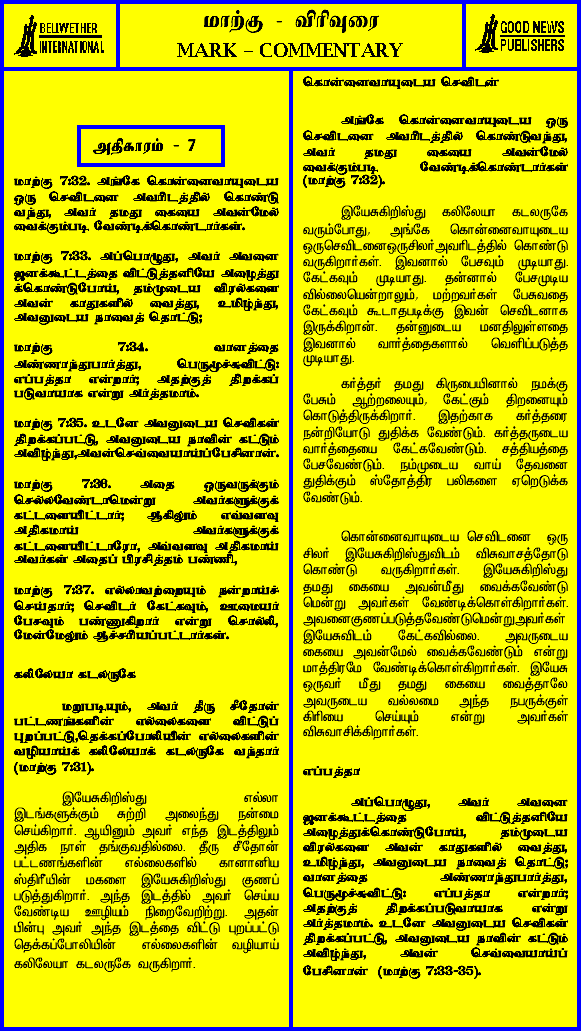 BELLWETHER
INTERNATIONAL
மாற்கு - விரிவுரை
MARK – COMMENTARY
GOOD NEWS
PUBLISHERS
அதிகாரம் - 7
மாற்கு 7:32. அங்கே கொன்னைவாயுடைய
ஒரு செவிடனை அவரிடத்தில் கொண்டு
வந்து, அவர் தமது கையை அவன்மேல்
வைக்கும்படி வேண்டிக்கொண்டார்கள்.
மாற்கு 7:33. அப்பொழுது, அவர் அவனை
ஜனக்கூட்டத்தை விட்டுத்தனியே அழைத்து
க்கொண்டுபோய், தம்முடைய விரல்களை
அவன் காதுகளில் வைத்து, உமிழ்ந்து,
அவனுடைய நாவைத் தொட்டு;
மாற்கு 7:34. வானத்தை
அண்ணாந்துபார்த்து, பெருமூச்சுவிட்டு:
எப்பத்தா என்றார்; அதற்குத் திறக்கப்
படுவாயாக என்று அர்த்தமாம்.
மாற்கு 7:35. உடனே அவனுடைய செவிகள்
திறக்கப்பட்டு, அவனுடைய நாவின் கட்டும்
அவிழ்ந்து,அவன்செவ்வையாய்ப்பேசினான்.
மாற்கு 7:36. அதை ஒருவருக்கும்
சொல்லவேண்டாமென்று அவர்களுக்குக்
கட்டளையிட்டார்; ஆகிலும் எவ்வளவு
அதிகமாய் அவர்களுக்குக்
கட்டளையிட்டாரோ, அவ்வளவு அதிகமாய்
அவர்கள் அதைப் பிரசித்தம் பண்ணி,
மாற்கு 7:37. எல்லாவற்றையும் நன்றாய்ச்
செய்தார்; செவிடர் கேட்கவும், ஊமையர்
பேசவும் பண்ணுகிறார் என்று சொல்லி,
மேன்மேலும் ஆச்சரியப்பட்டார்கள்.
கலிலேயா கடலருகே
மறுபடியும், அவர் தீரு சீதோன்
பட்டணங்களின் எல்லைகளை விட்டுப்
புறப்பட்டு,தெக்கப்போலியின் எல்லைகளின்
வழியாய்க் கலிலேயாக் கடலருகே வந்தார்
(மாற்கு 7:31).
இயேசுகிறிஸ்து எல்லா
இடங்களுக்கும் சுற்றி அலைந்து நன்மை
செய்கிறார். ஆயினும் அவர் எந்த இடத்திலும்
அதிக நாள் தங்குவதில்லை. தீரு சீதோன்
பட்டணங்களின் எல்லைகளில் கானானிய
ஸ்திரீயின் மகளை இயேசுகிறிஸ்து குணப்
படுத்துகிறார். அந்த இடத்தில் அவர் செய்ய
வேண்டிய ஊழியம் நிறைவேறிற்று. அதன்
பின்பு அவர் அந்த இடத்தை விட்டு புறப்பட்டு
தெக்கப்போலியின் எல்லைகளின் வழியாய்
கலிலேயா கடலருகே வருகிறார்.
கொன்னைவாயுடைய செவிடன்
அங்கே கொன்னைவாயுடைய ஒரு
செவிடனை அவரிடத்தில் கொண்டுவந்து,
அவர் தமது கையை அவன்மேல்
வைக்கும்படி வேண்டிக்கொண்டார்கள்
(மாற்கு 7:32).
இயேசுகிறிஸ்து கலிலேயா கடலருகே
வரும்போது, அங்கே கொன்னைவாயுடைய
ஒருசெவிடனைஒருசிலர்அவரிடத்தில் கொண்டு
வருகிறார்கள். இவனால் பேசவும் முடியாது.
கேட்கவும் முடியாது. தன்னால் பேசமுடிய
வில்லையென்றாலும், மற்றவர்கள் பேசுவதை
கேட்கவும் கூடாதபடிக்கு இவன் செவிடனாக
இருக்கிறான். தன்னுடைய மனதிலுள்ளதை
இவனால் வார்த்தைகளால் வெளிப்படுத்த
முடியாது.
கர்த்தர் தமது கிருபையினால் நமக்கு
பேசும் ஆற்றலையும், கேட்கும் திறனையும்
கொடுத்திருக்கிறார். இதற்காக கர்த்தரை
நன்றியோடு துதிக்க வேண்டும். கர்த்தருடைய
வார்த்தையை கேட்கவேண்டும். சத்தியத்தை
பேசவேண்டும். நம்முடைய வாய் தேவனை
துதிக்கும் ஸ்தோத்திர பலிகளை ஏறெடுக்க
வேண்டும்.
கொன்னைவாயுடைய செவிடனை ஒரு
சிலர் இயேசுகிறிஸ்துவிடம் விசுவாசத்தோடு
கொண்டு வருகிறார்கள். இயேசுகிறிஸ்து
தமது கையை அவன்மீது வைக்கவேண்டு
மென்று அவர்கள் வேண்டிக்கொள்கிறார்கள்.
அவனைகுணப்படுத்தவேண்டுமென்றுஅவர்கள்
இயேசுவிடம் கேட்கவில்லை. அவருடைய
கையை அவன்மேல் வைக்கவேண்டும் என்று
மாத்திரமே வேண்டிக்கொள்கிறார்கள். இயேசு
ஒருவர் மீது தமது கையை வைத்தாலே
அவருடைய வல்லமை அந்த நபருக்குள்
கிரியை செய்யும் என்று அவர்கள்
விசுவாசிக்கிறார்கள்.
எப்பத்தா
அப்பொழுது, அவர் அவனை
ஜனக்கூட்டத்தை விட்டுத்தனியே
அழைத்துக்கொண்டுபோய், தம்முடைய
விரல்களை அவன் காதுகளில் வைத்து,
உமிழ்ந்து, அவனுடைய நாவைத் தொட்டு;
வானத்தை அண்ணாந்துபார்த்து,
பெருமூச்சுவிட்டு: எப்பத்தா என்றார்;
அதற்குத் திறக்கப்படுவாயாக என்று
அர்த்தமாம். உடனே அவனுடைய செவிகள்
திறக்கப்பட்டு, அவனுடைய நாவின் கட்டும்
அவிழ்ந்து, அவன் செவ்வையாய்ப்
பேசினான் (மாற்கு 7:33-35).